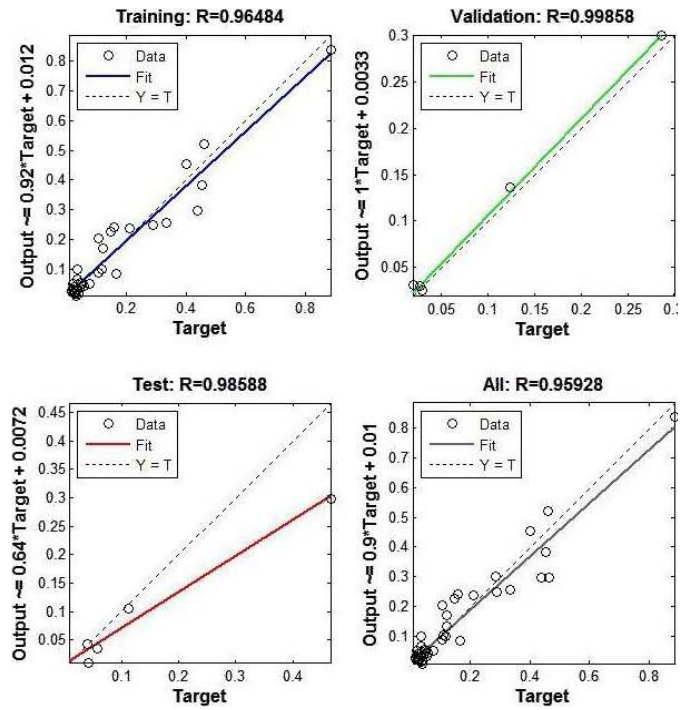 Training: R=0.96484
Output ~= 0.92*Target + 0.012
0.8
0.7
0.6
0.5
0.4
0.3
0.2
0.1
Data
Fit
Y = T
0.2 0.4 0.6 0.8
Target
Validation: R=0.99858
Output ~= 1*Target + 0.0033
0.3
0.25
0.2
0.15
0.1
0.05
Data
Fit
Y = T
0.05 0.1 0.15 0.2 0.25 0.3
Target
Test: R=0.98588
Output ~= 0.64*Target + 0.0072
0.45
0.4
0.35
0.3
0.25
0.2
0.15
0.1
0.05
Data
Fit
Y = T
0.1 0.2 0.3 0.4
Target
All: R=0.95928
Output ~= 0.9*Target + 0.01
0.8
0.7
0.6
0.5
0.4
0.3
0.2
0.1
Data
Fit
Y = T
0.2 0.4 0.6 0.8
Target